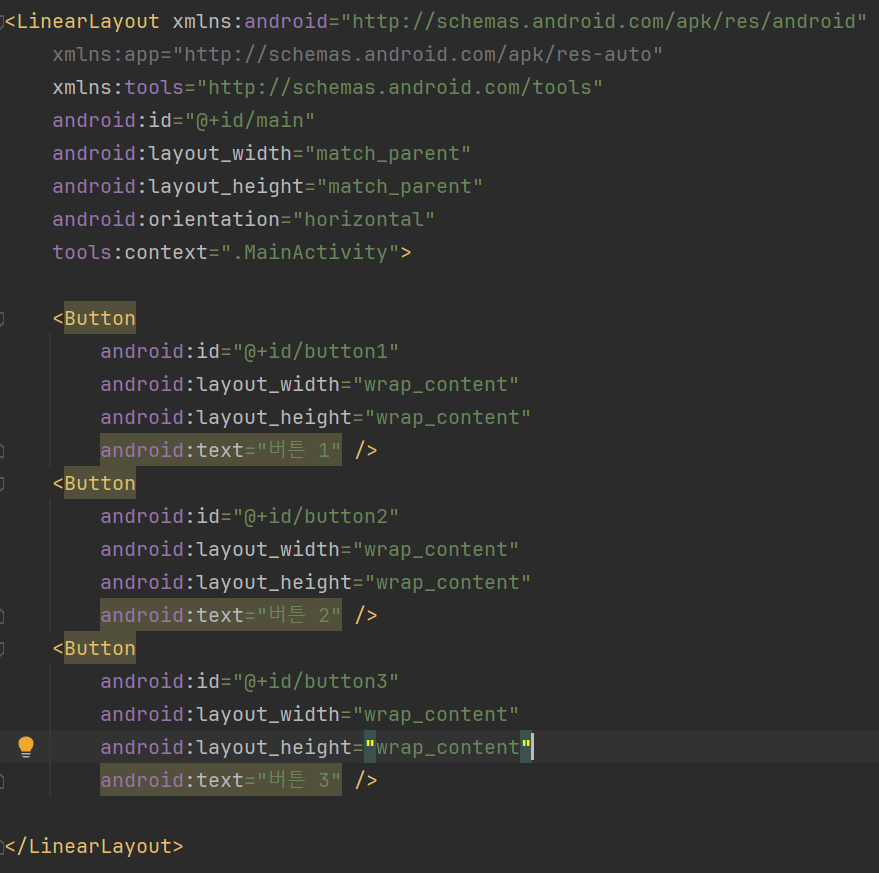 <LinearLayout xmlns:android="http://schemas.android.com/apk/res/android"
    xmlns:app="http://schemas.android.com/apk/res-auto"
    xmlns:tools="http://schemas.android.com/tools"
    android:id="@+id/main"
    android:layout_width="match_parent"
    android:layout_height="match_parent"
    android:orientation="horizontal"
    tools:context=".MainActivity">
    <Button
        android:id="@+id/button1"
        android:layout_width="wrap_content"
        android:layout_height="wrap_content"
        android:text="버튼 1" />
    <Button
        android:id="@+id/button2"
        android:layout_width="wrap_content"
        android:layout_height="wrap_content"
        android:text="버튼 2" />
    <Button
        android:id="@+id/button3"
        android:layout_width="wrap_content"
        android:layout_height="wrap_content"
        android:text="버튼 3" />
</LinearLayout>